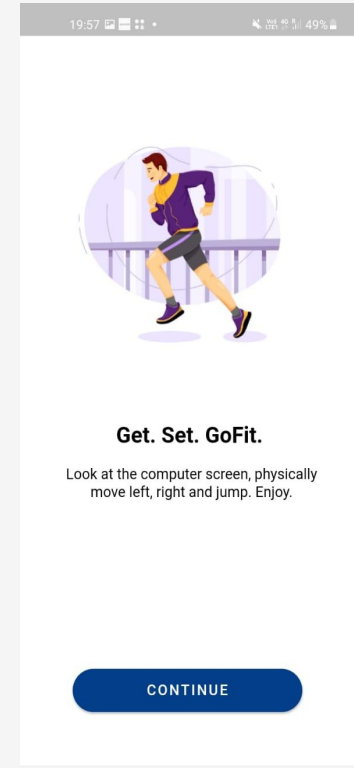 19:57
49%
Get. Set. GoFit.
Look at the computer screen, physically
move left, right and jump. Enjoy.
CONTINUE